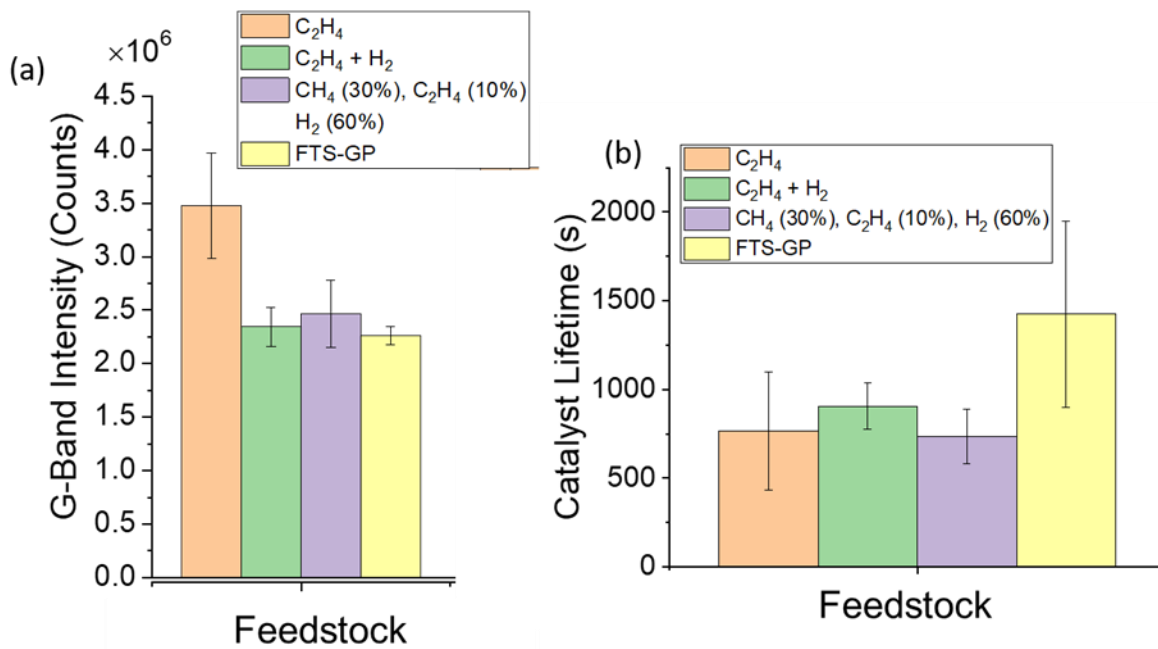 (a)
×10⁶
C₂H₄
C₂H₄ + H₂
CH₄ (30%), C₂H₄ (10%)
H₂ (60%)
FTS-GP
G-Band Intensity (Counts)
4.5
4.0
3.5
3.0
2.5
2.0
1.5
1.0
0.5
0.0
Feedstock
(b)
C₂H₄
C₂H₄ + H₂
CH₄ (30%), C₂H₄ (10%), H₂ (60%)
FTS-GP
Catalyst Lifetime (s)
2000
1500
1000
500
0
Feedstock